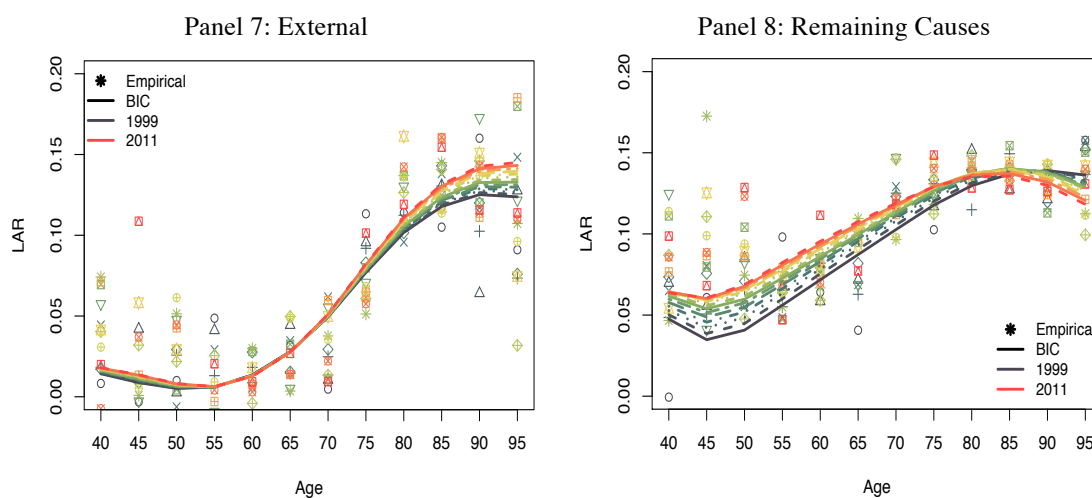 Panel 7: External
LAR
0.20
0.15
0.10
0.05
0.00
Empirical
BIC
1999
2011
40 45 50 55 60 65 70 75 80 85 90 95
Age
Panel 8: Remaining Causes
LAR
0.20
0.15
0.10
0.05
0.00
Empirical
BIC
1999
2011
40 45 50 55 60 65 70 75 80 85 90 95
Age